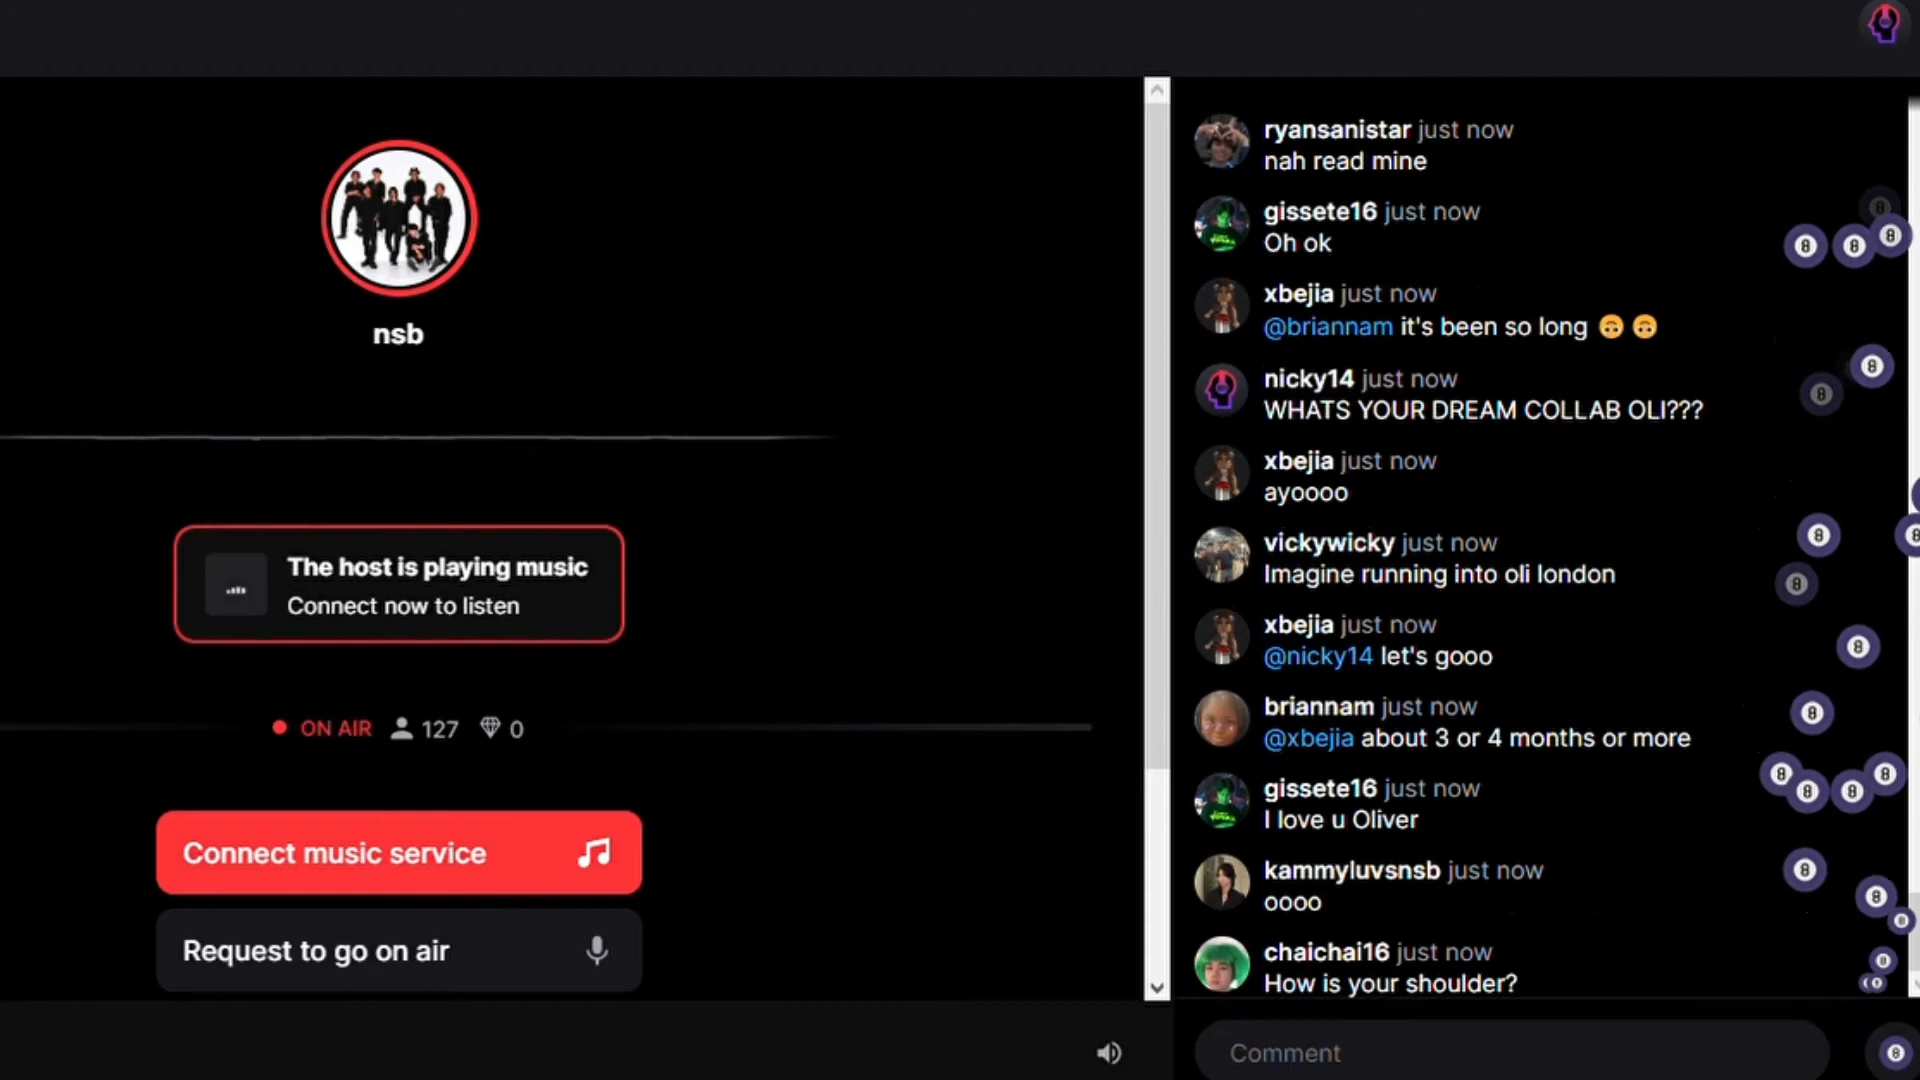 nsb
The host is playing music
Connect now to listen
ON AIR 127 0
Connect music service
Request to go on air
ryansanistar just now
nah read mine
gissete16 just now
Oh ok
xbejia just now
@briannam it's been so long 🙃 🙃
nicky14 just now
WHATS YOUR DREAM COLLAB OLI???
xbejia just now
ayoooo
vickywicky just now
Imagine running into oli london
xbejia just now
@nicky14 let's gooo
briannam just now
@xbejia about 3 or 4 months or more
gissete16 just now
I love u Oliver
kammyluvsnsb just now
oooo
chaichai16 just now
How is your shoulder?
Comment